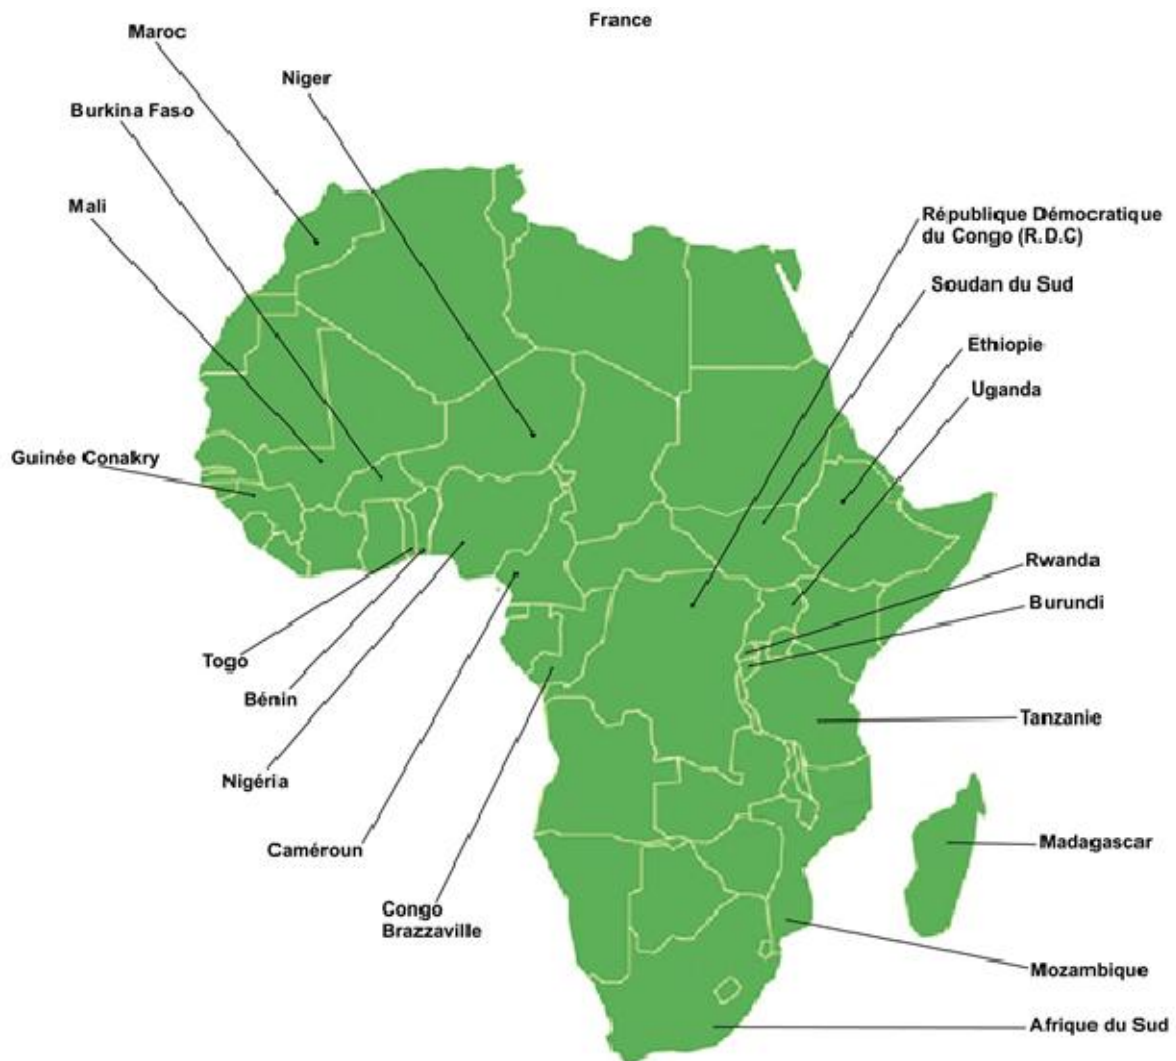 France
Maroc
Niger
Burkina Faso
Mali
République Démocratique
du Congo (R.D.C)
Soudan du Sud
Ethiopie
Uganda
Guinée Conakry
Rwanda
Burundi
Togo
Bénin
Tanzanie
Nigéria
Madagascar
Caméroun
Congo
Brazzaville
Mozambique
Afrique du Sud